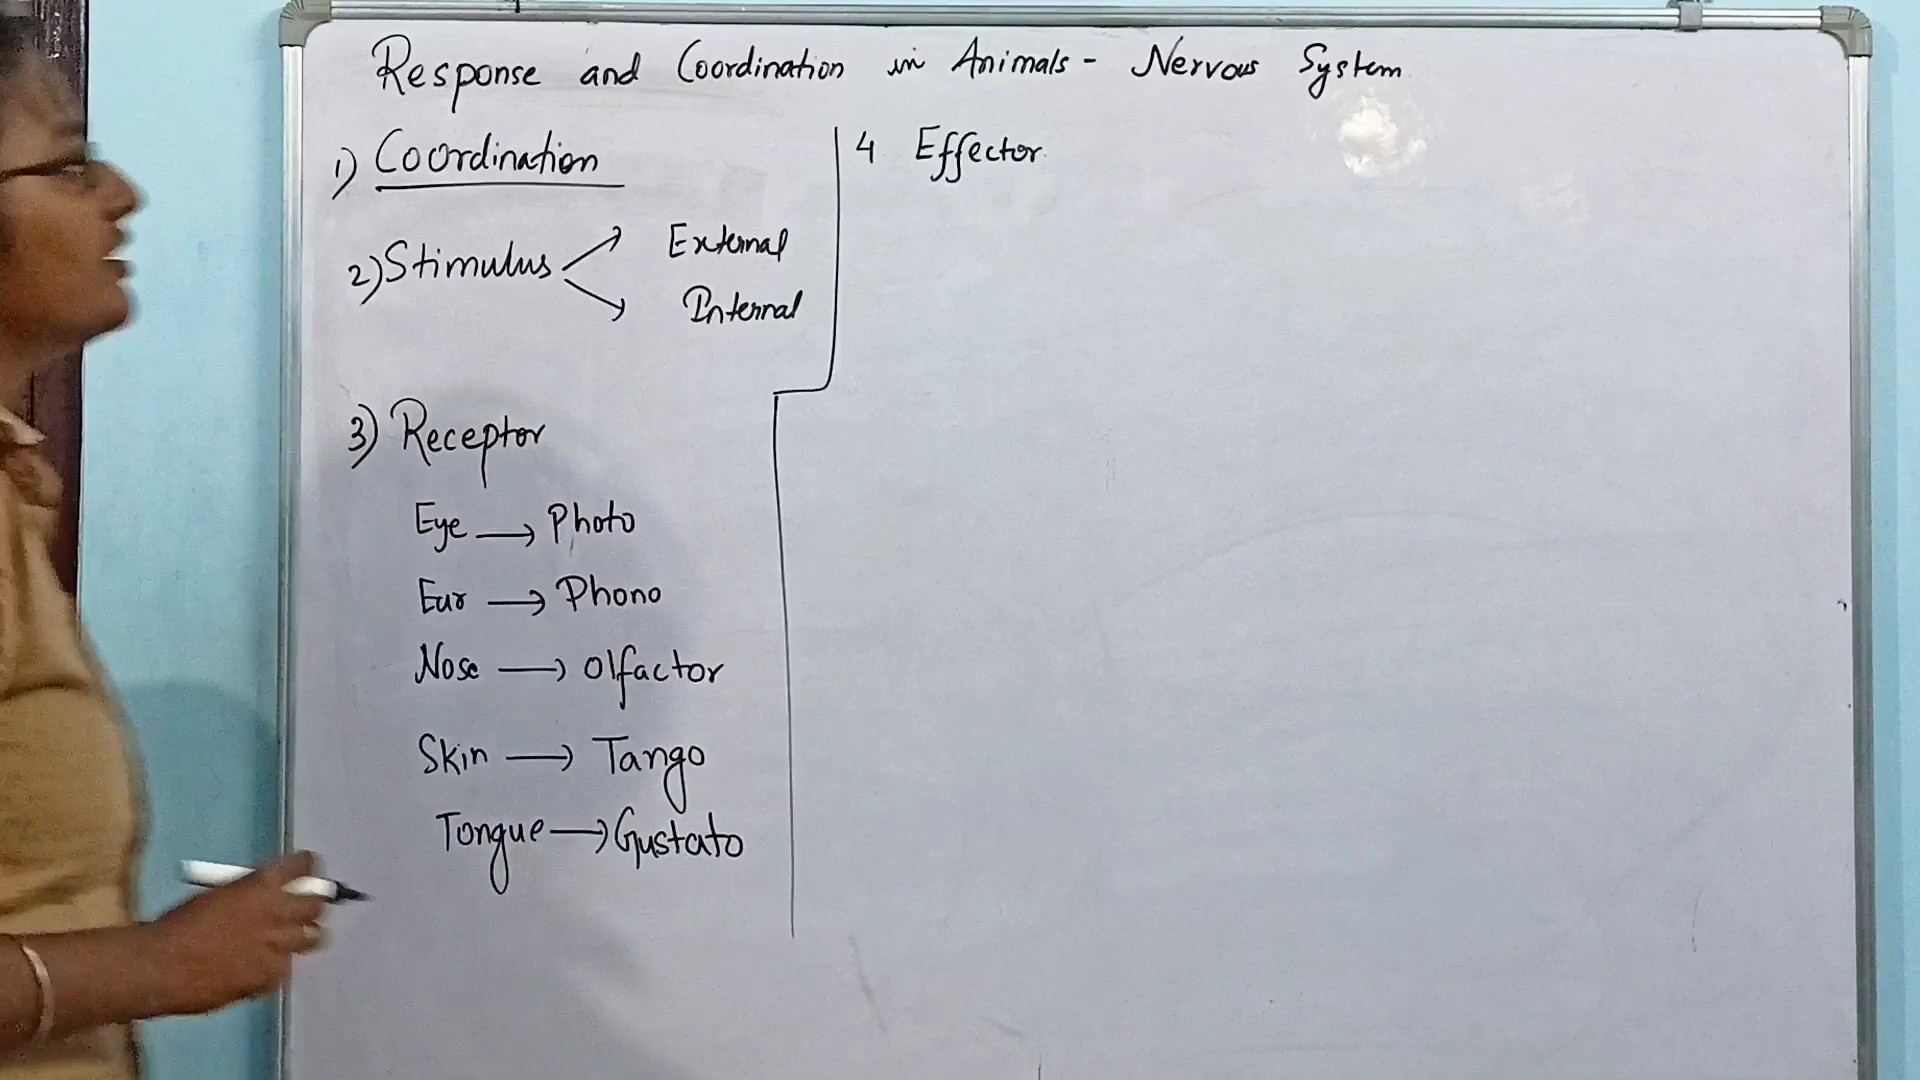 Response and Coordination in Animals - Nervous System
1) Coordination
2) Stimulus
External
Internal
3) Receptor
Eye → Photo
Ear → Phono
Nose → Olfactor
Skin → Tango
Tongue → Gustato
4 Effector